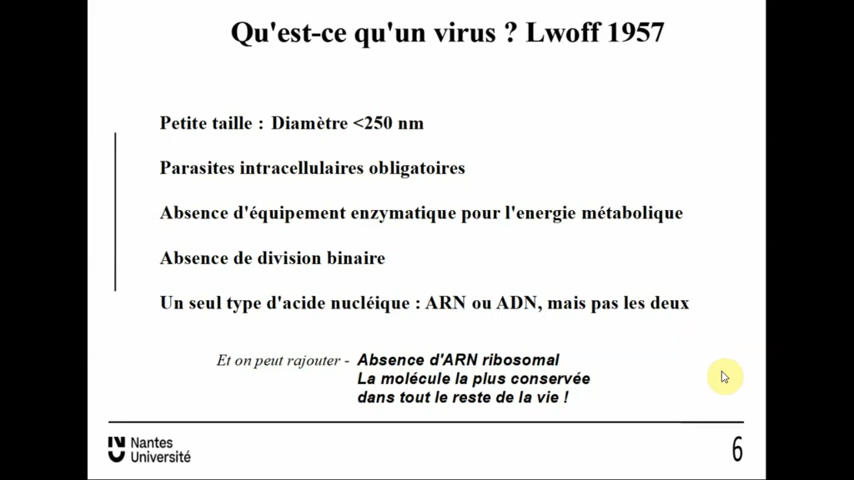 Qu'est-ce qu'un virus ? Lwoff 1957
Petite taille : Diamètre <250 nm
Parasites intracellulaires obligatoires
Absence d'équipement enzymatique pour l'energie métabolique
Absence de division binaire
Un seul type d'acide nucléique : ARN ou ADN, mais pas les deux
Et on peut rajouter - Absence d'ARN ribosomal
La molécule la plus conservée
dans tout le reste de la vie !
Nantes
Université
6